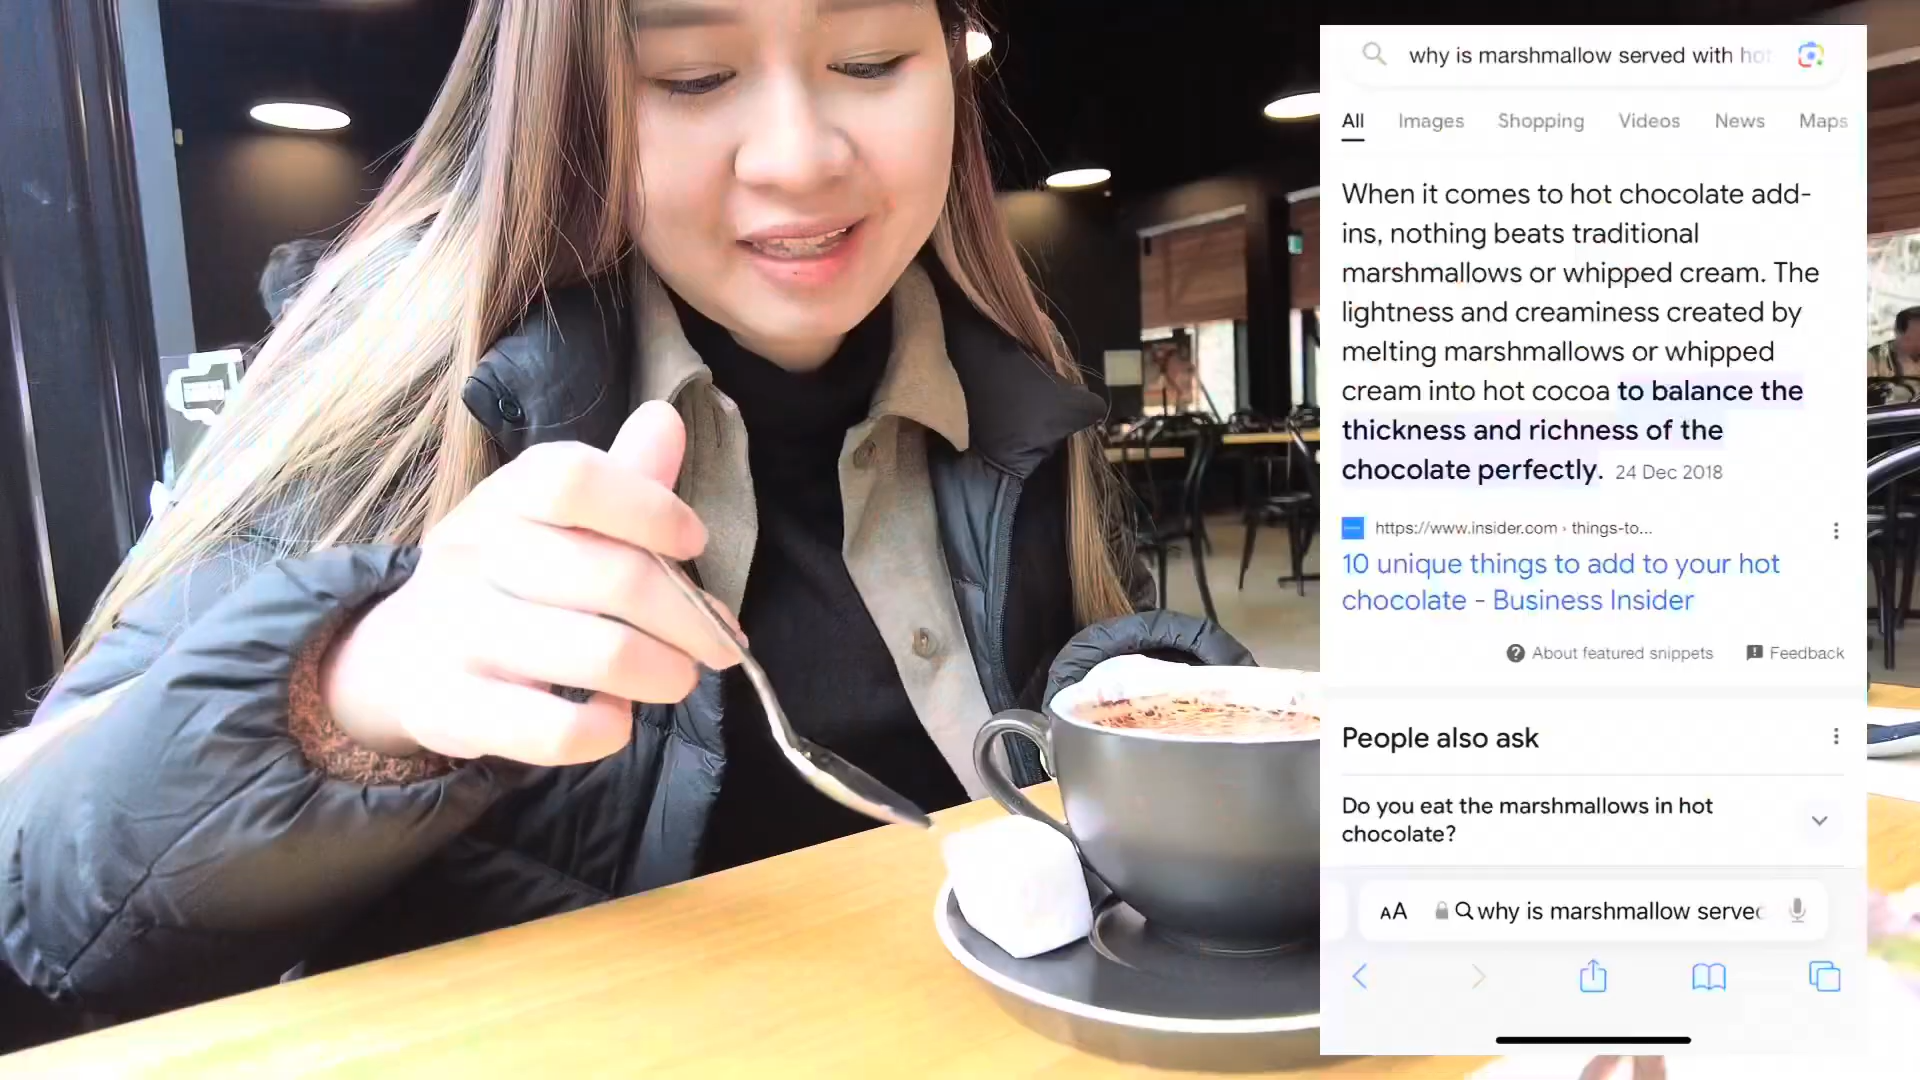 why is marshmallow served with hot
All Images Shopping Videos News Maps
When it comes to hot chocolate add-
ins, nothing beats traditional
marshmallows or whipped cream. The
lightness and creaminess created by
melting marshmallows or whipped
cream into hot cocoa to balance the
thickness and richness of the
chocolate perfectly. 24 Dec 2018
https://www.insider.com › things-to...
10 unique things to add to your hot
chocolate - Business Insider
About featured snippets Feedback
People also ask
Do you eat the marshmallows in hot
chocolate?
AA why is marshmallow served